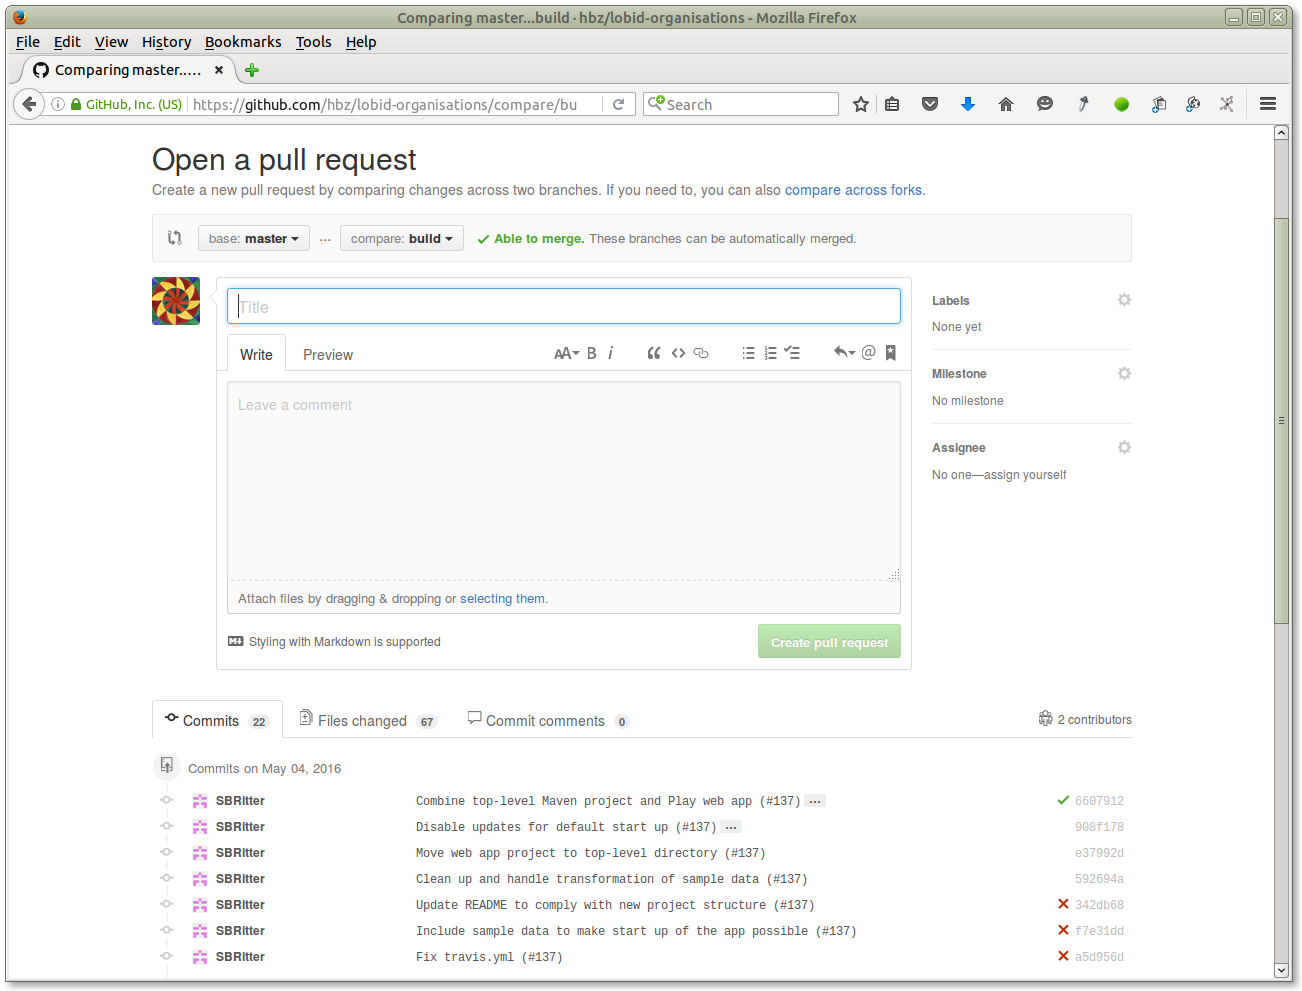 Comparing master...build · hbz/lobid-organisations - Mozilla Firefox
File Edit View History Bookmarks Tools Help
Comparing master.....
GitHub, Inc. (US) https://github.com/hbz/lobid-organisations/compare/bu Search
Open a pull request
Create a new pull request by comparing changes across two branches. If you need to, you can also compare across forks.
base: master ... compare: build Able to merge. These branches can be automatically merged.
Title
Write Preview AA B i @
Leave a comment
Attach files by dragging & dropping or selecting them.
M Styling with Markdown is supported
Create pull request
Labels
None yet
Milestone
No milestone
Assignee
No one—assign yourself
Commits 22 Files changed 67 Commit comments 0 2 contributors
Commits on May 04, 2016
SBRitter Combine top-level Maven project and Play web app (#137) ... 6607912
SBRitter Disable updates for default start up (#137) ... 908f178
SBRitter Move web app project to top-level directory (#137) e37992d
SBRitter Clean up and handle transformation of sample data (#137) 592694a
SBRitter Update README to comply with new project structure (#137) 342db68
SBRitter Include sample data to make start up of the app possible (#137) f7e31dd
SBRitter Fix travis.yml (#137) a5d956d